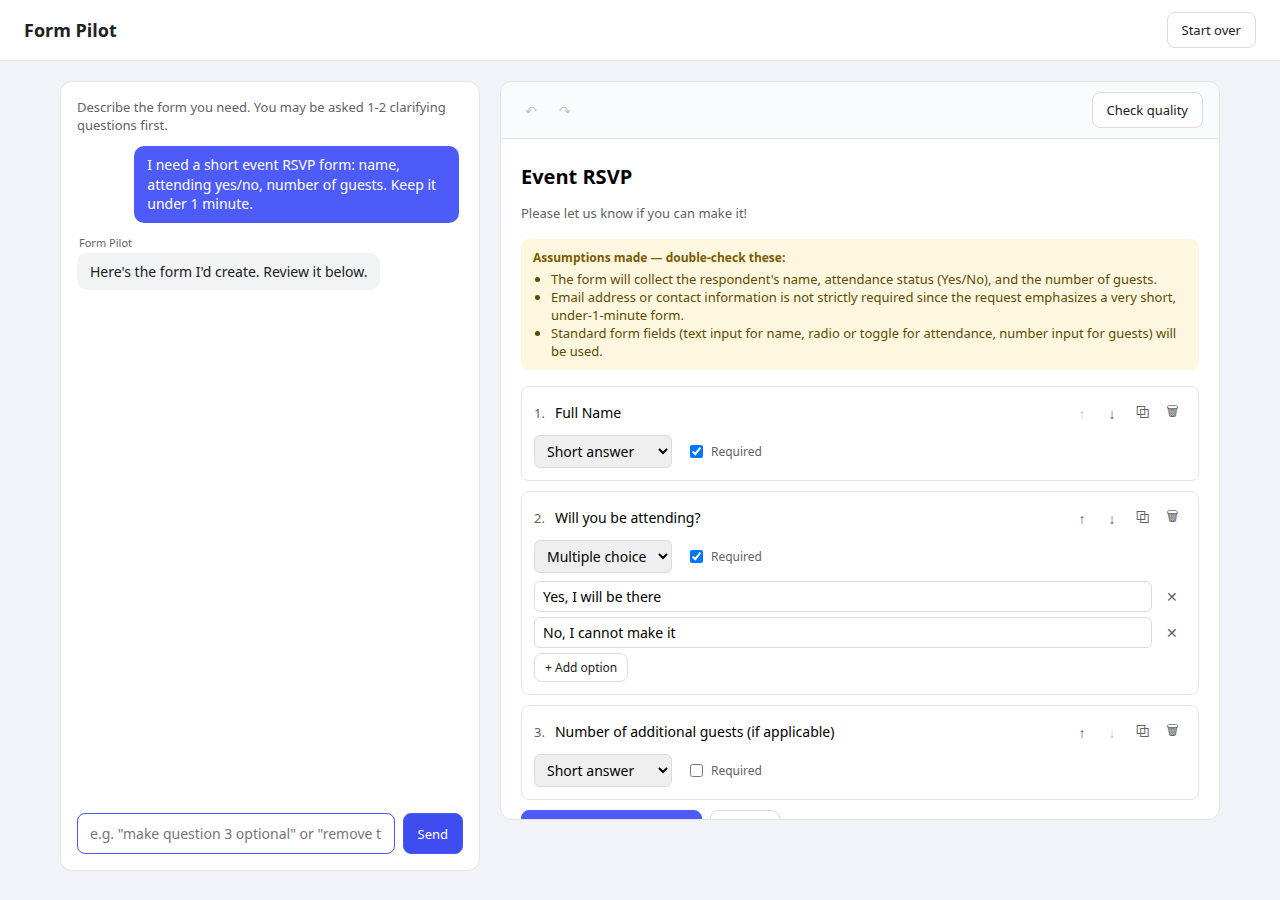 Form Pilot
Start over
Describe the form you need. You may be asked 1-2 clarifying
questions first.
I need a short event RSVP form: name,
attending yes/no, number of guests. Keep it
under 1 minute.
Form Pilot
Here's the form I'd create. Review it below.
e.g. "make question 3 optional" or "remove t
Send
Check quality
Event RSVP
Please let us know if you can make it!
Assumptions made — double-check these:
• The form will collect the respondent's name, attendance status (Yes/No), and the number of guests.
• Email address or contact information is not strictly required since the request emphasizes a very short,
under-1-minute form.
• Standard form fields (text input for name, radio or toggle for attendance, number input for guests) will
be used.
1. Full Name
Short answer
Required
2. Will you be attending?
Multiple choice
Required
Yes, I will be there
No, I cannot make it
+ Add option
3. Number of additional guests (if applicable)
Short answer
Required